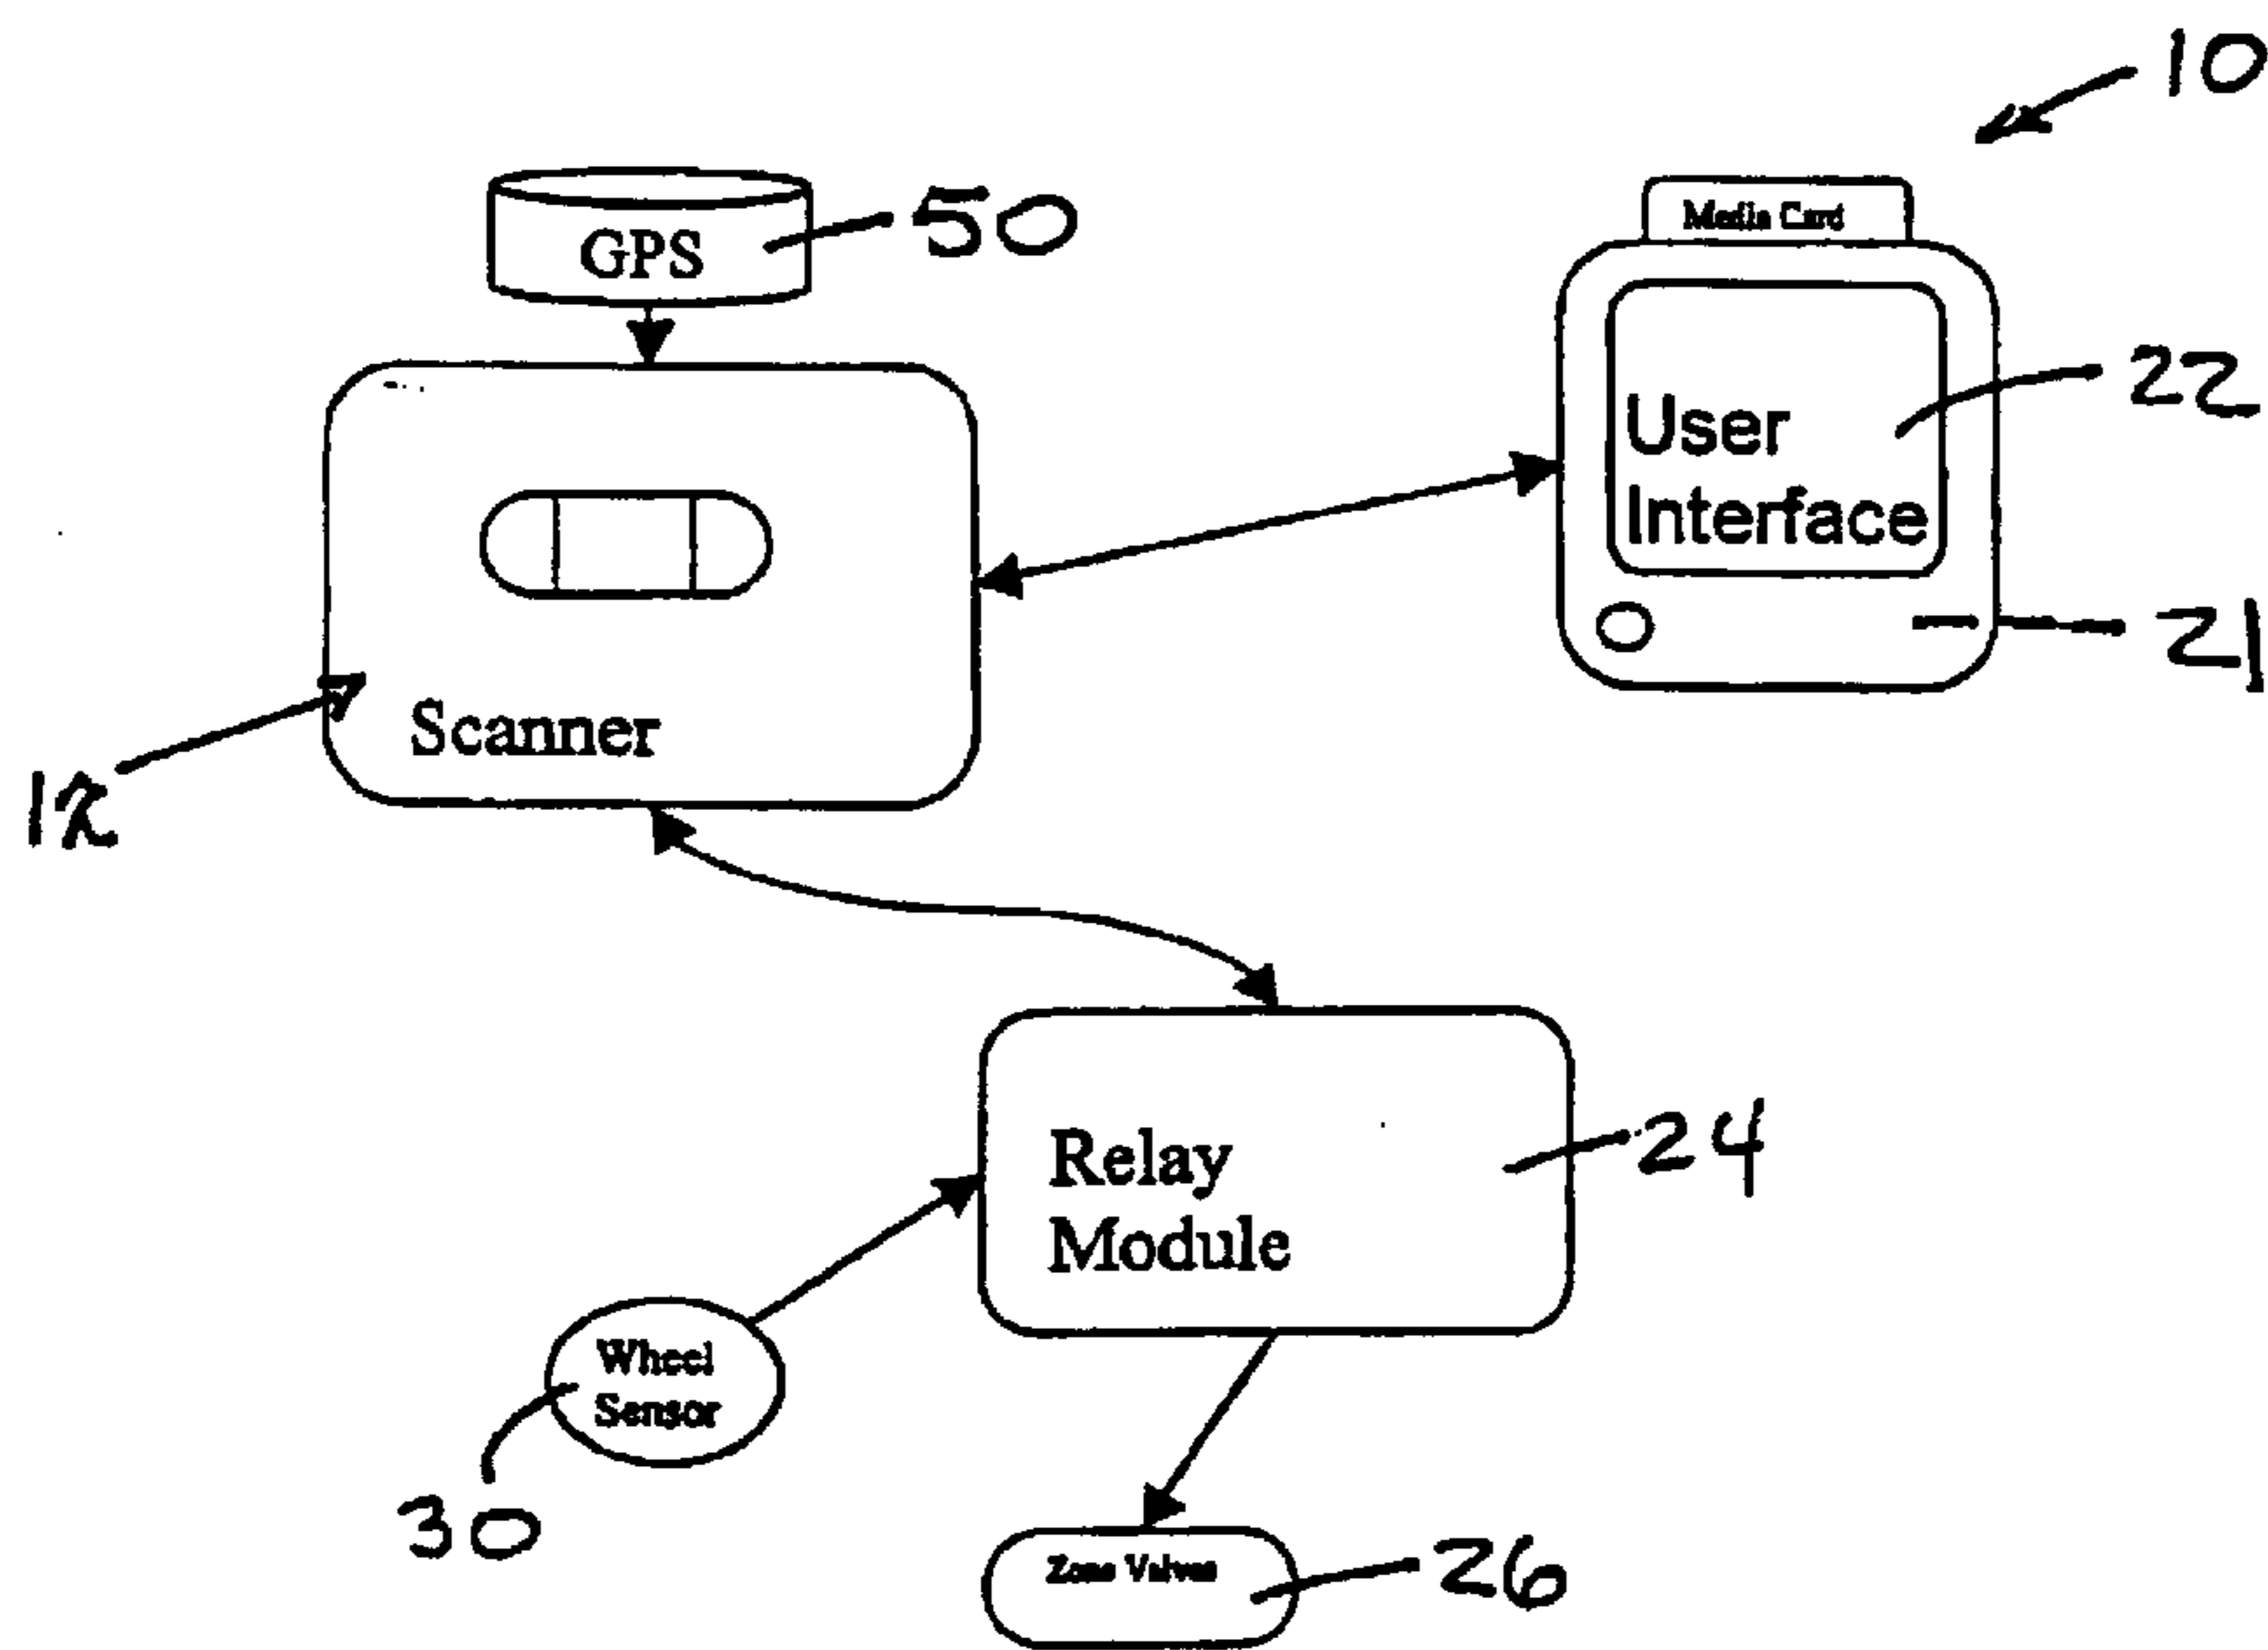 10
GPS
50
Media Card
User
Interface
22
21
Scanner
12
Relay
Module
24
Wheel
Sensor
30
Zone Valves
26